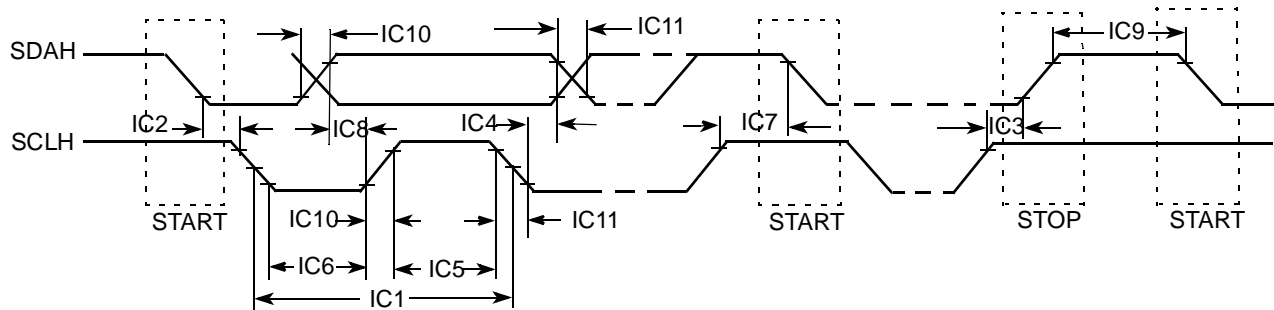 IC10
IC11
IC9
SDAH
IC2
IC8
IC4
IC7
IC3
SCLH
START
IC10
IC11
START
STOP
START
IC6
IC5
IC1